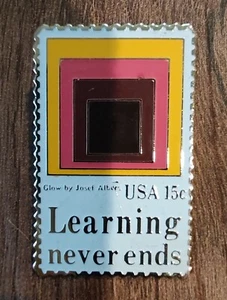 Glow by Josef Albers USA 15c
Learning
never ends